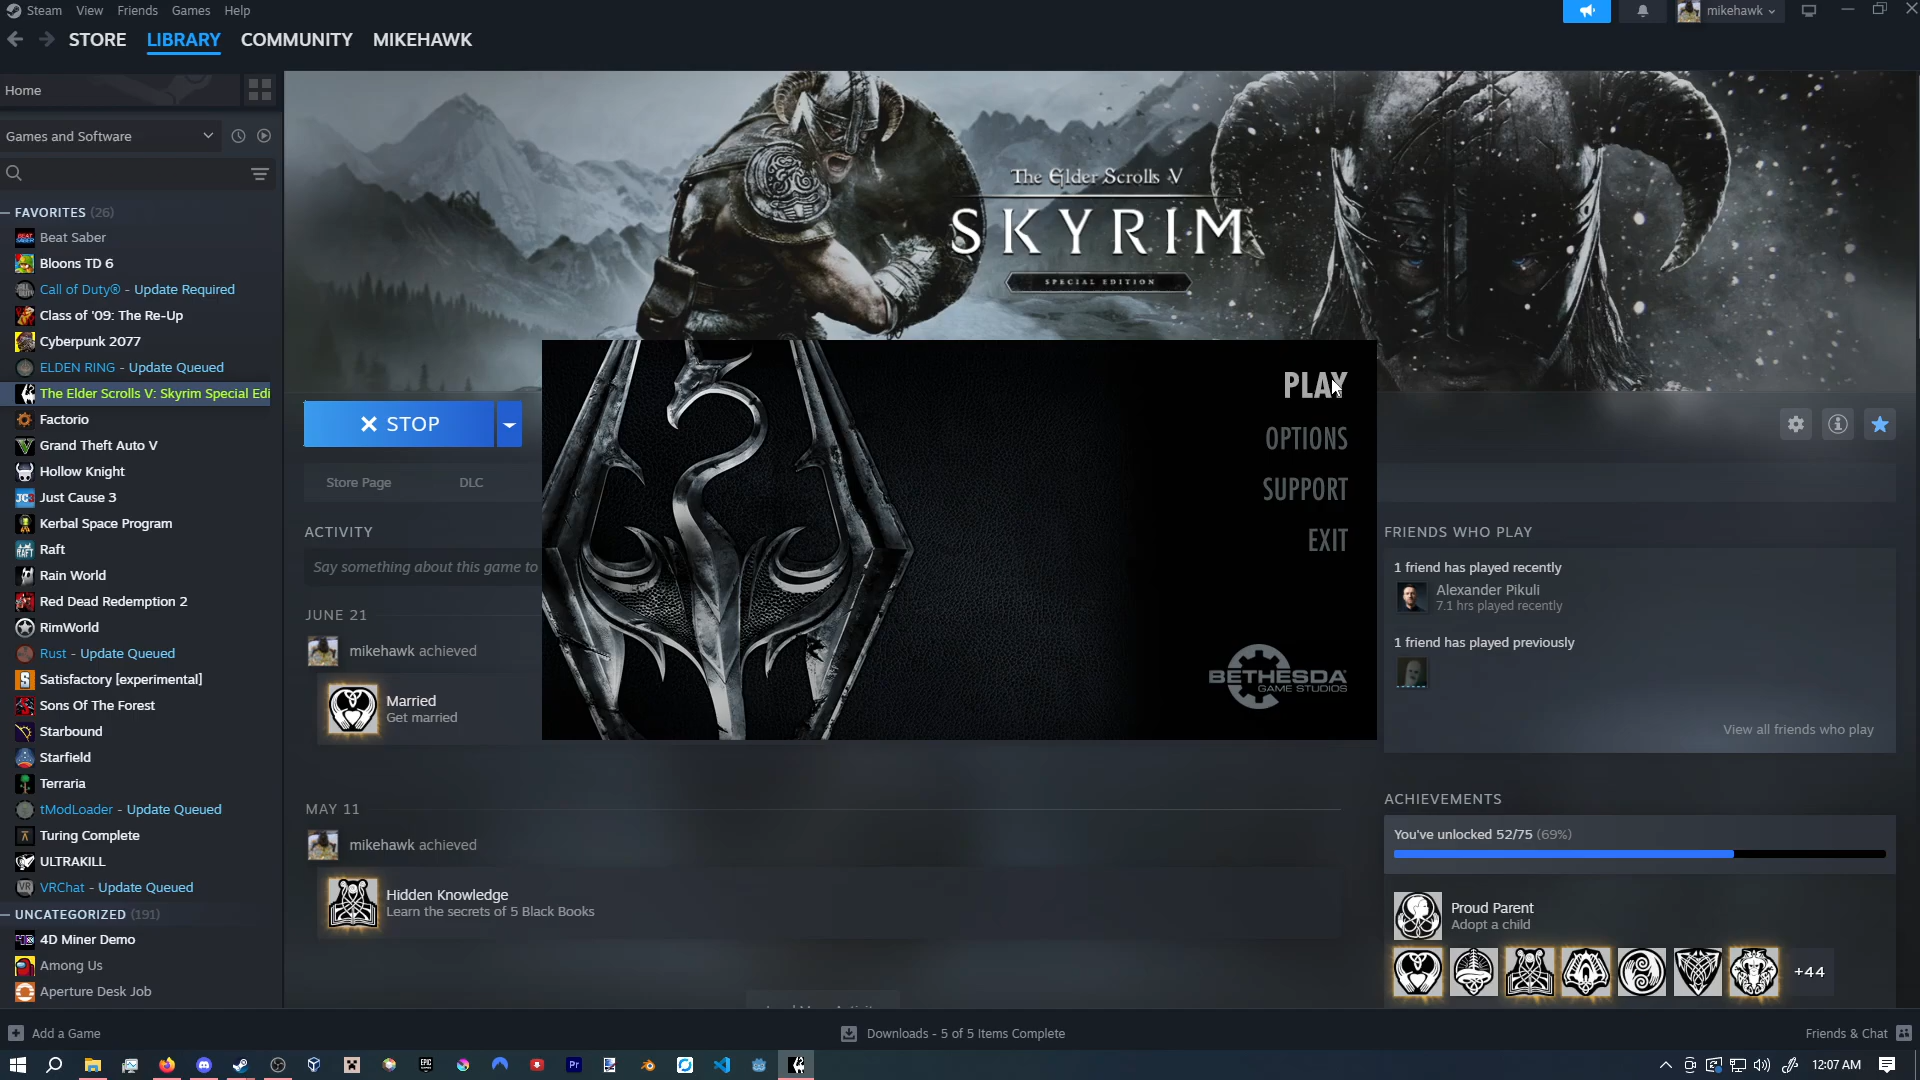 Steam View Friends Games Help
mikehawk
STORE LIBRARY COMMUNITY MIKEHAWK
Home
Games and Software
FAVORITES (26)
Beat Saber
Bloons TD 6
Call of Duty® - Update Required
Class of '09: The Re-Up
Cyberpunk 2077
ELDEN RING - Update Queued
The Elder Scrolls V: Skyrim Special Edi
Factorio
Grand Theft Auto V
Hollow Knight
Just Cause 3
Kerbal Space Program
Raft
Rain World
Red Dead Redemption 2
RimWorld
Rust - Update Queued
Satisfactory [experimental]
Sons Of The Forest
Starbound
Starfield
Terraria
tModLoader - Update Queued
Turing Complete
ULTRAKILL
VRChat - Update Queued
UNCATEGORIZED (191)
4D Miner Demo
Among Us
Aperture Desk Job
The Elder Scrolls V
SKYRIM
SPECIAL EDITION
STOP
Store Page DLC
ACTIVITY
Say something about this game to
JUNE 21
mikehawk achieved
Married
Get married
MAY 11
mikehawk achieved
Hidden Knowledge
Learn the secrets of 5 Black Books
PLAY
OPTIONS
SUPPORT
EXIT
BETHESDA
GAME STUDIOS
FRIENDS WHO PLAY
1 friend has played recently
Alexander Pikuli
7.1 hrs played recently
1 friend has played previously
View all friends who play
ACHIEVEMENTS
You've unlocked 52/75 (69%)
Proud Parent
Adopt a child
+44
Add a Game
Downloads - 5 of 5 Items Complete
Friends & Chat
12:07 AM